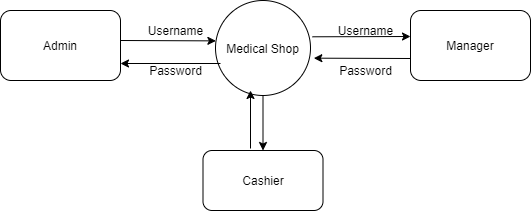 Username
Username
Admin
Medical Shop
Manager
Password
Password
Cashier